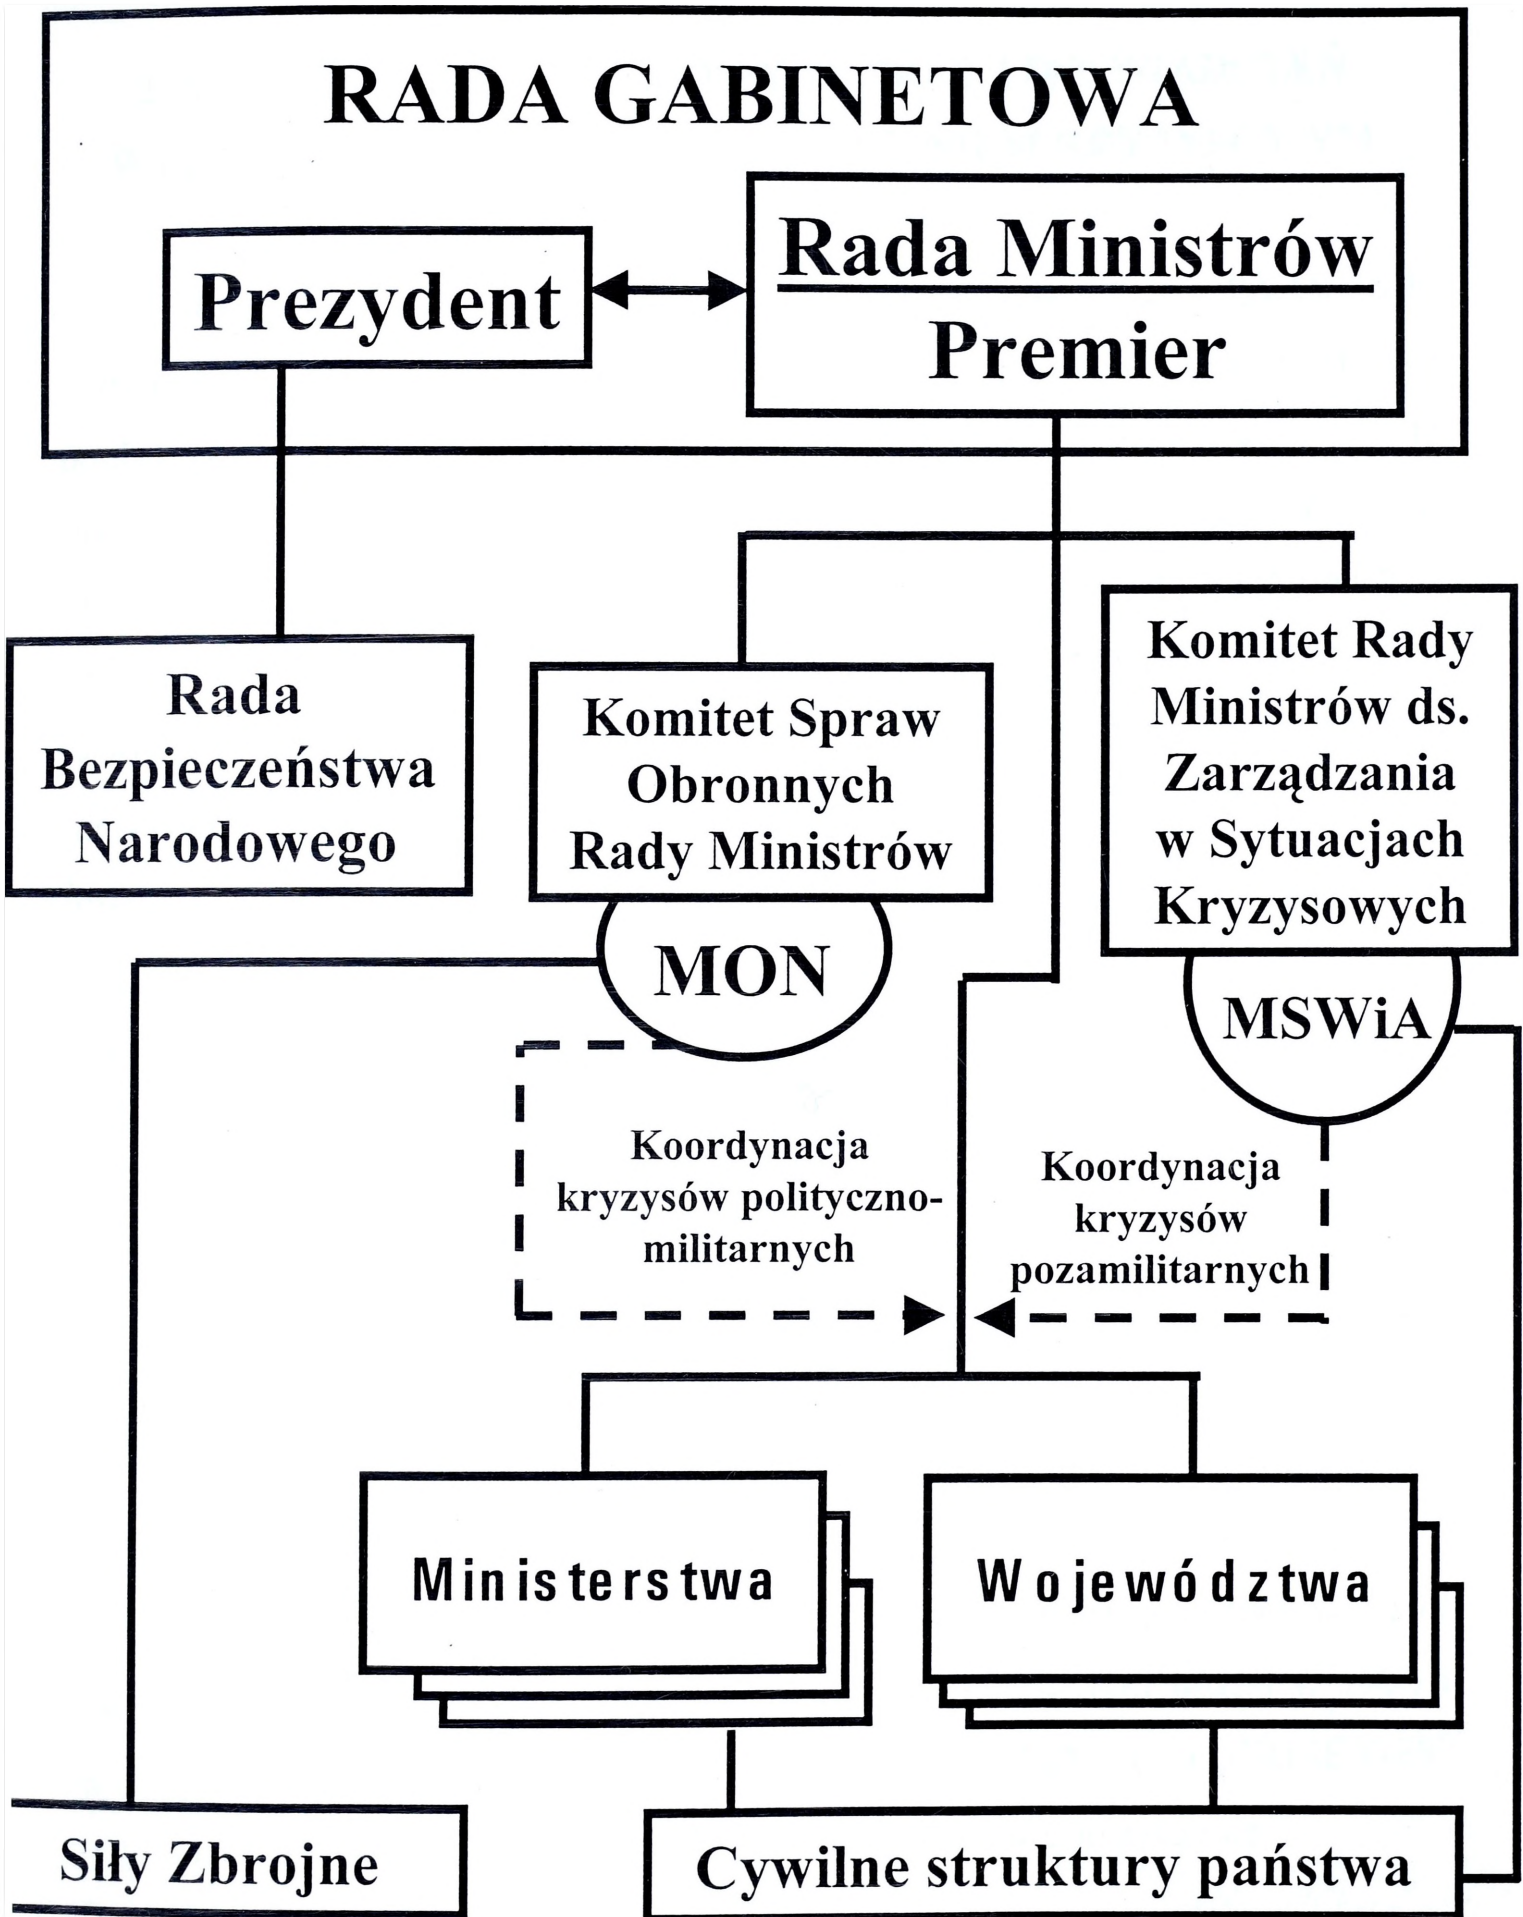 RADA GABINETOWA
Prezydent
Rada Ministrów
Premier
Rada
Bezpieczeństwa
Narodowego
Komitet Spraw
Obronnych
Rady Ministrów
MON
Komitet Rady
Ministrów ds.
Zarządzania
w Sytuacjach
Kryzysowych
MSWiA
Koordynacja
kryzysów polityczno-
militarnych
Koordynacja
kryzysów
pozamilitarnych
Ministerstwa
Województwa
Siły Zbrojne
Cywilne struktury państwa